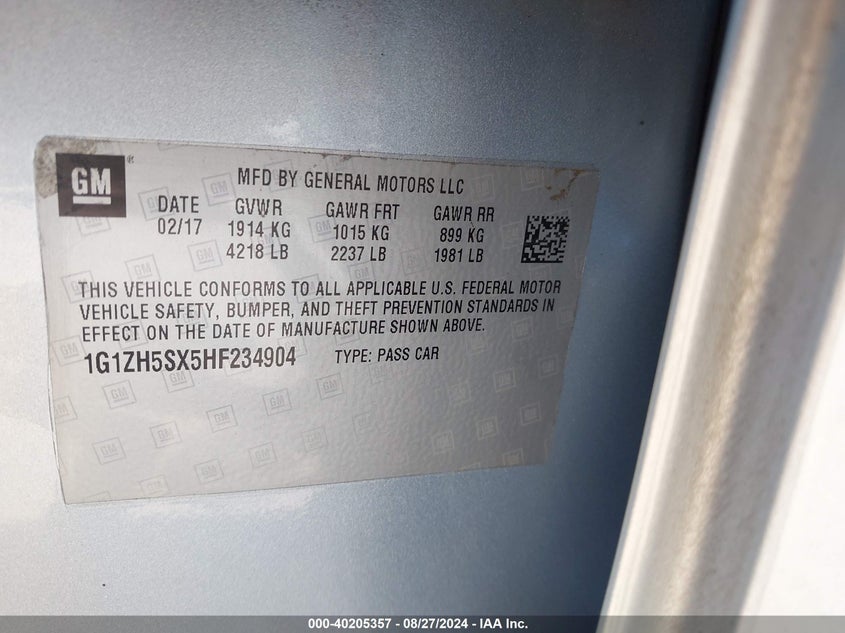 GM ® MFD BY GENERAL MOTORS LLC
DATE GVWR GAWR FRT GAWR RR
02/17 1914 KG 1015 KG 899 KG
4218 LB 2237 LB 1981 LB
THIS VEHICLE CONFORMS TO ALL APPLICABLE U.S. FEDERAL MOTOR
VEHICLE SAFETY, BUMPER, AND THEFT PREVENTION STANDARDS IN
EFFECT ON THE DATE OF MANUFACTURE SHOWN ABOVE.
1G1ZH5SX5HF234904 TYPE: PASS CAR
000-40205357 - 08/27/2024 - IAA Inc.